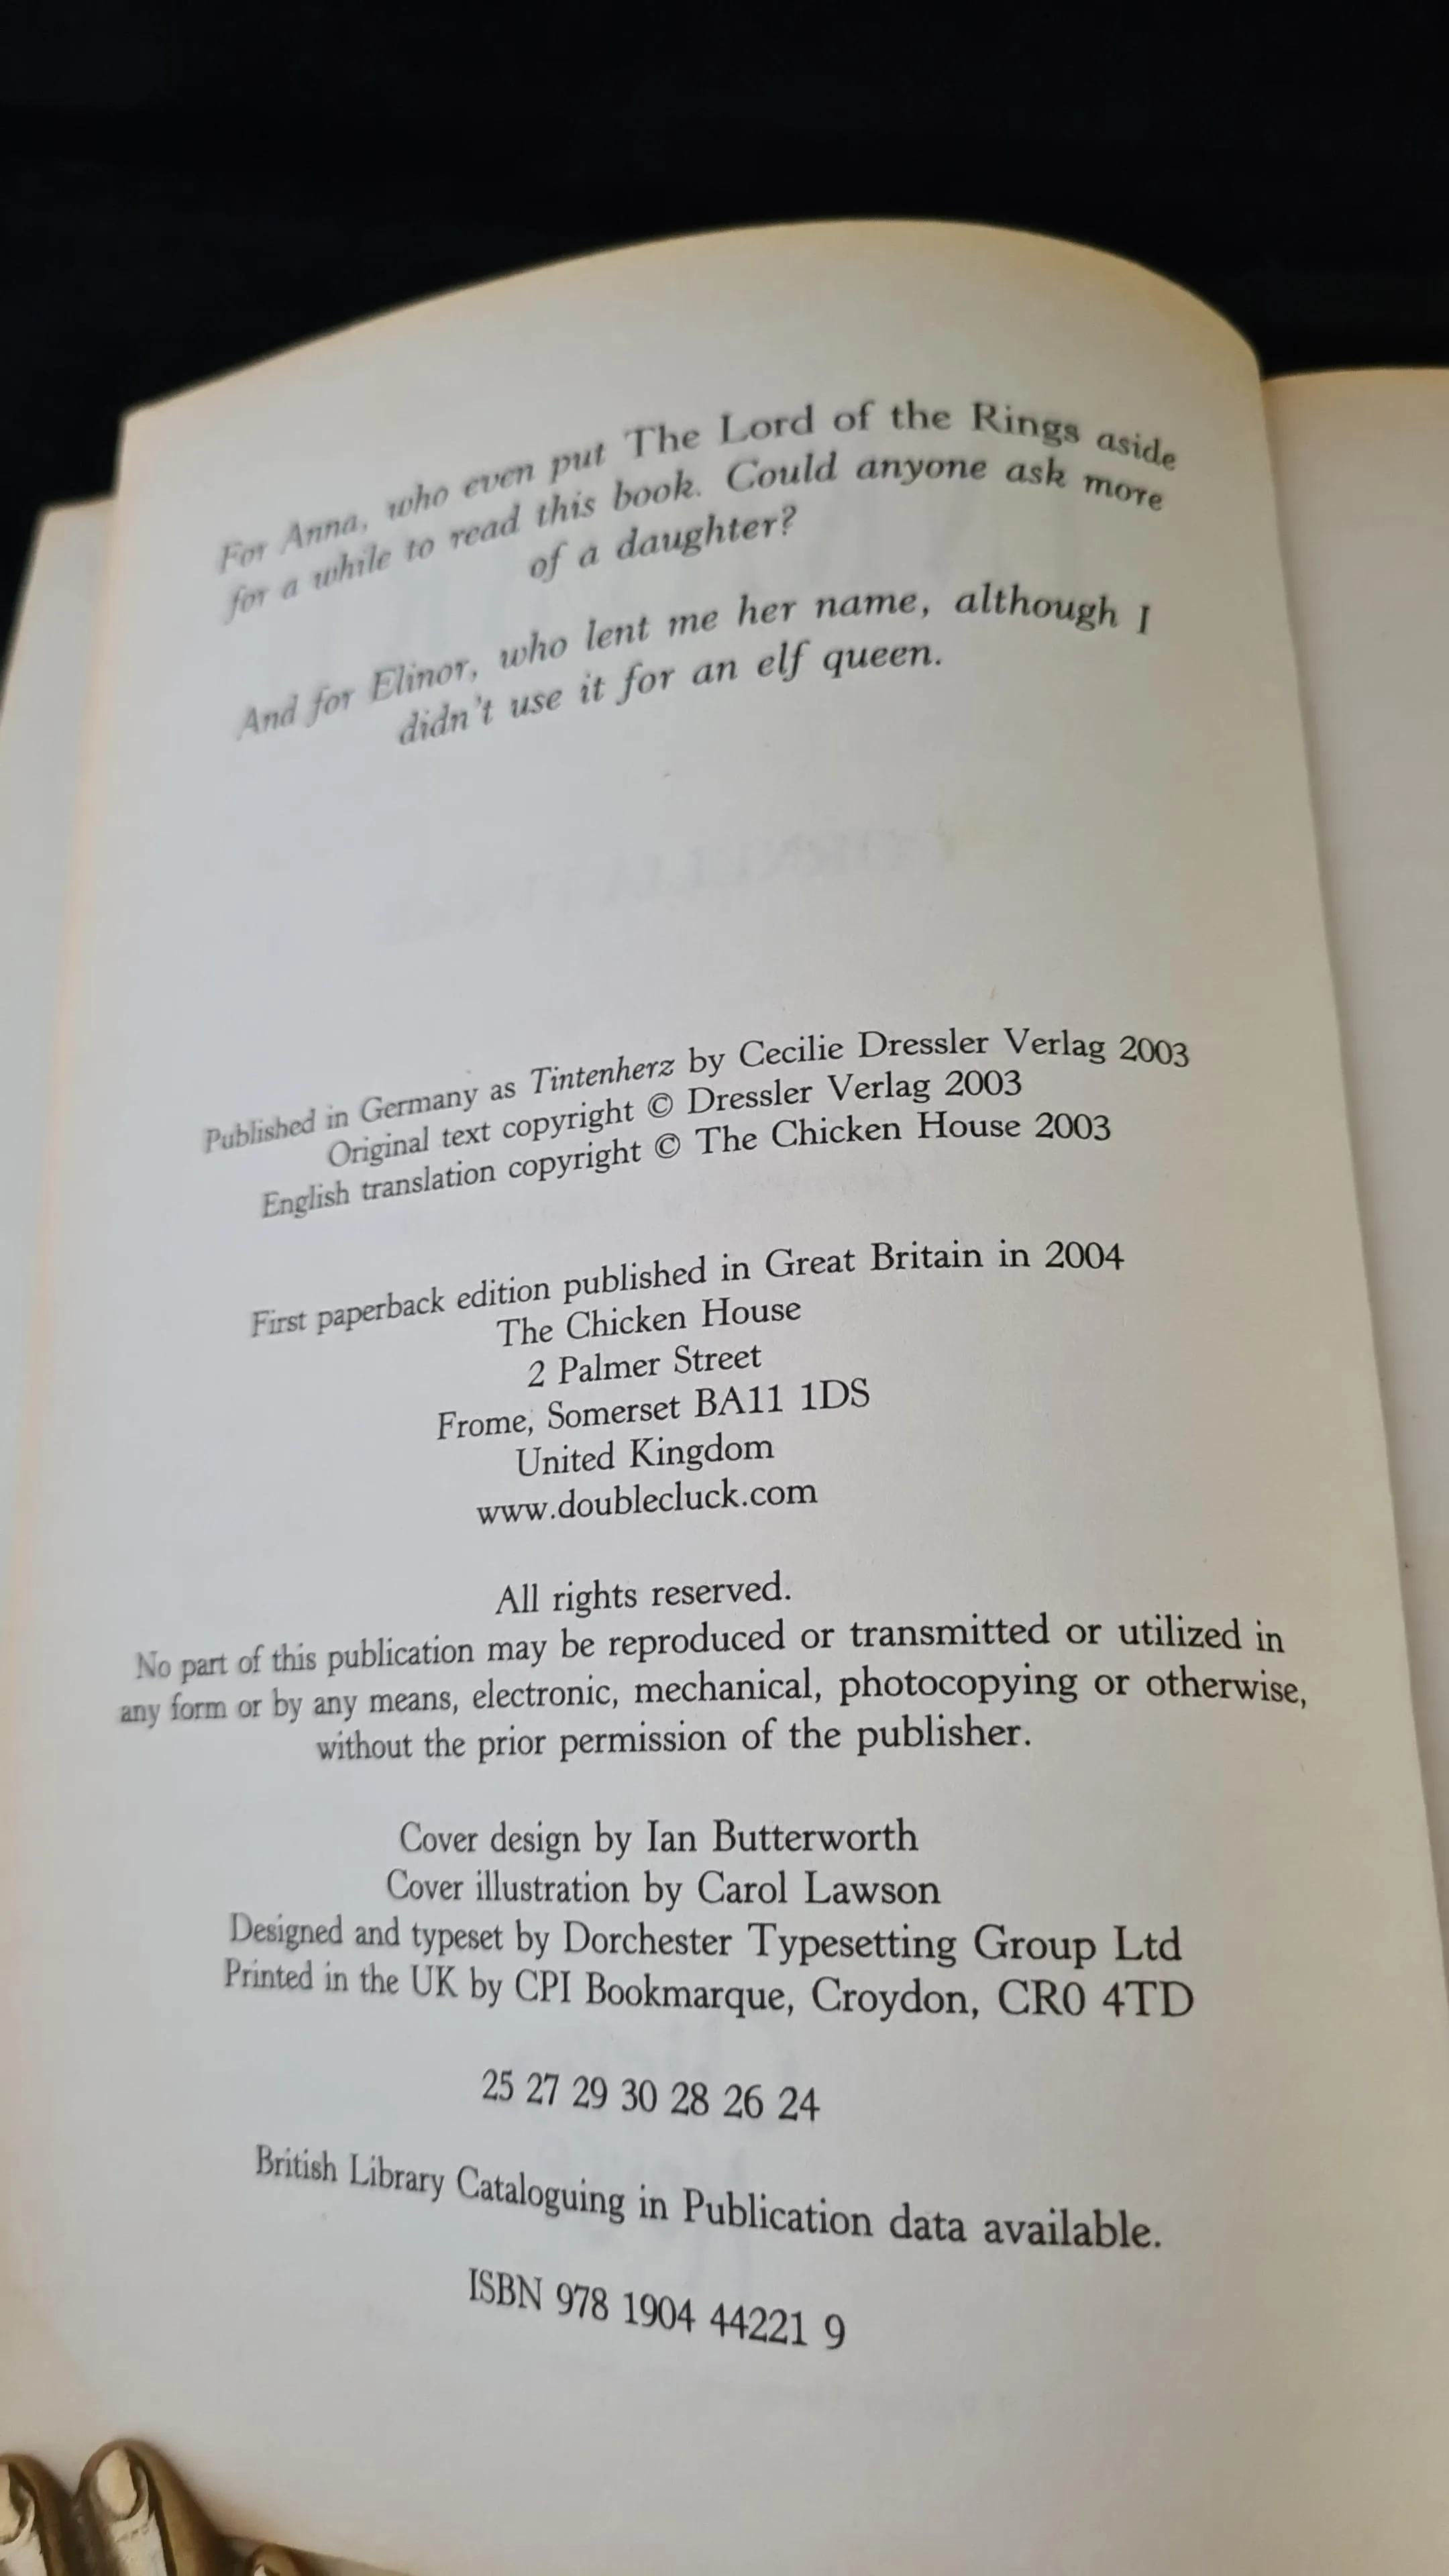 For Anna, who even put The Lord of the Rings aside
for a while to read this book. Could anyone ask more
of a daughter?
And for Elinor, who lent me her name, although I
didn't use it for an elf queen.
Published in Germany as Tintenherz by Cecilie Dressler Verlag 2003
Original text copyright © Dressler Verlag 2003
English translation copyright © The Chicken House 2003
First paperback edition published in Great Britain in 2004
The Chicken House
2 Palmer Street
Frome, Somerset BA11 1DS
United Kingdom
www.doublecluck.com
All rights reserved.
No part of this publication may be reproduced or transmitted or utilized in
any form or by any means, electronic, mechanical, photocopying or otherwise,
without the prior permission of the publisher.
Cover design by Ian Butterworth
Cover illustration by Carol Lawson
Designed and typeset by Dorchester Typesetting Group Ltd
Printed in the UK by CPI Bookmarque, Croydon, CR0 4TD
25 27 29 30 28 26 24
British Library Cataloguing in Publication data available.
ISBN 978 1904 44221 9